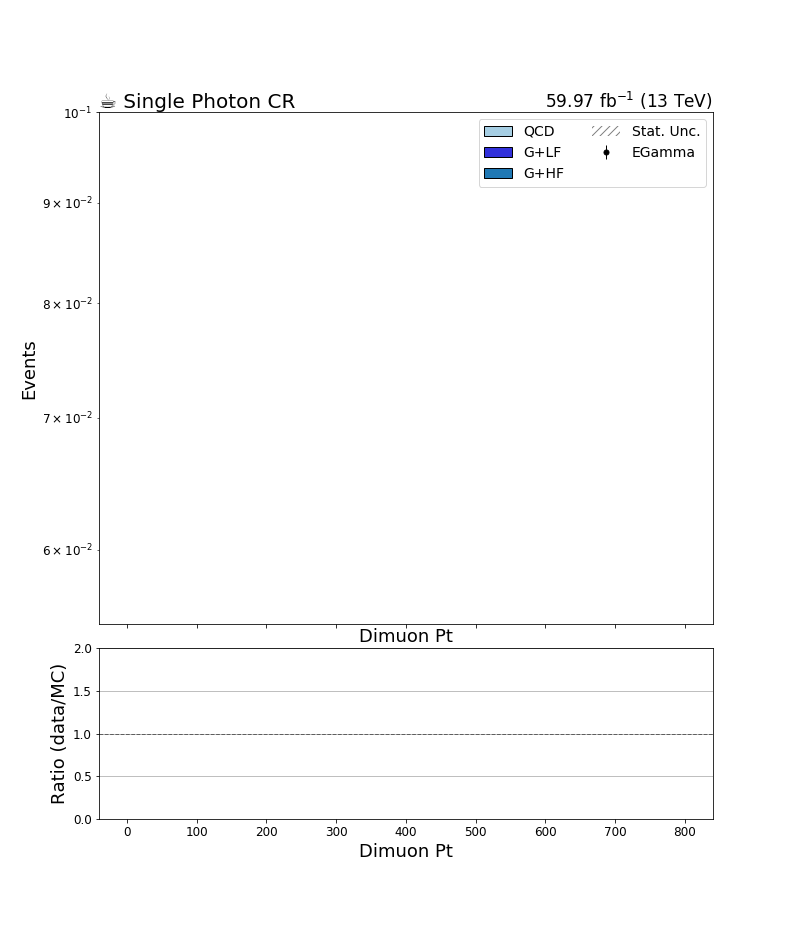 ☕ Single Photon CR
59.97 fb⁻¹ (13 TeV)
10⁻¹
QCD
G+LF
G+HF
Stat. Unc.
EGamma
9 × 10⁻²
8 × 10⁻²
7 × 10⁻²
6 × 10⁻²
Events
Dimuon Pt
2.0
1.5
1.0
0.5
0.0
Ratio (data/MC)
0 100 200 300 400 500 600 700 800
Dimuon Pt